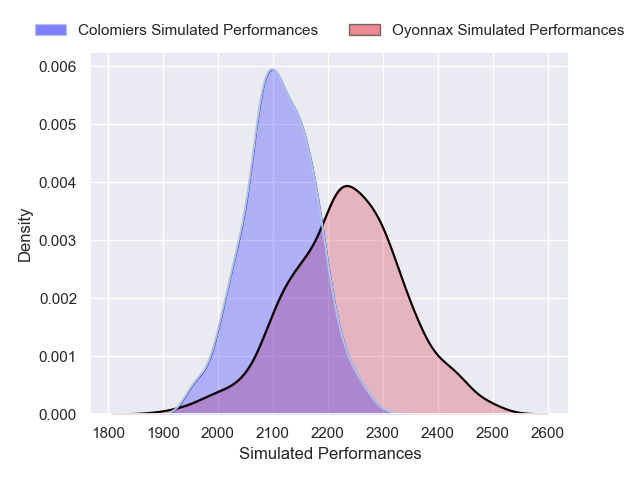 Colomiers Simulated Performances Oyonnax Simulated Performances
0.006
0.005
0.004
0.003
0.002
0.001
0.000
Density
1800 1900 2000 2100 2200 2300 2400 2500 2600
Simulated Performances